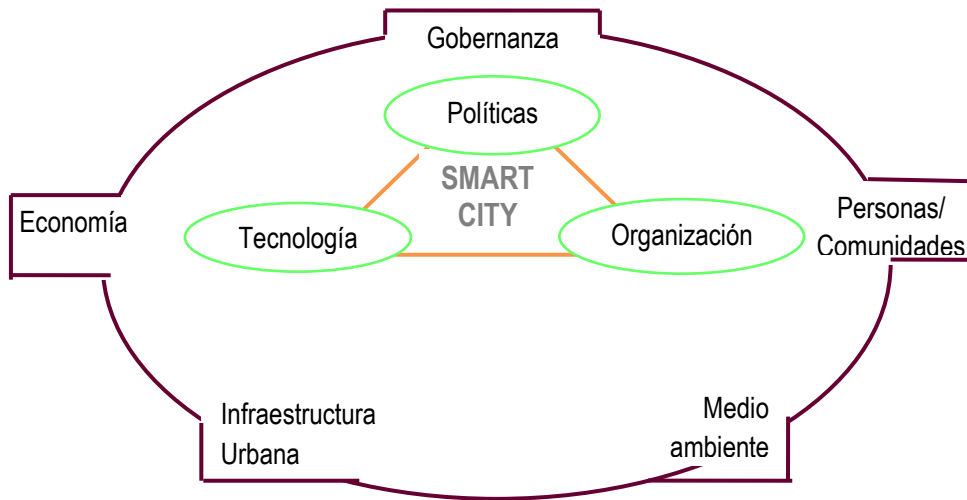 Gobernanza
Políticas
SMART
CITY
Economía
Tecnología
Organización
Personas/
Comunidades
Infraestructura
Urbana
Medio
ambiente